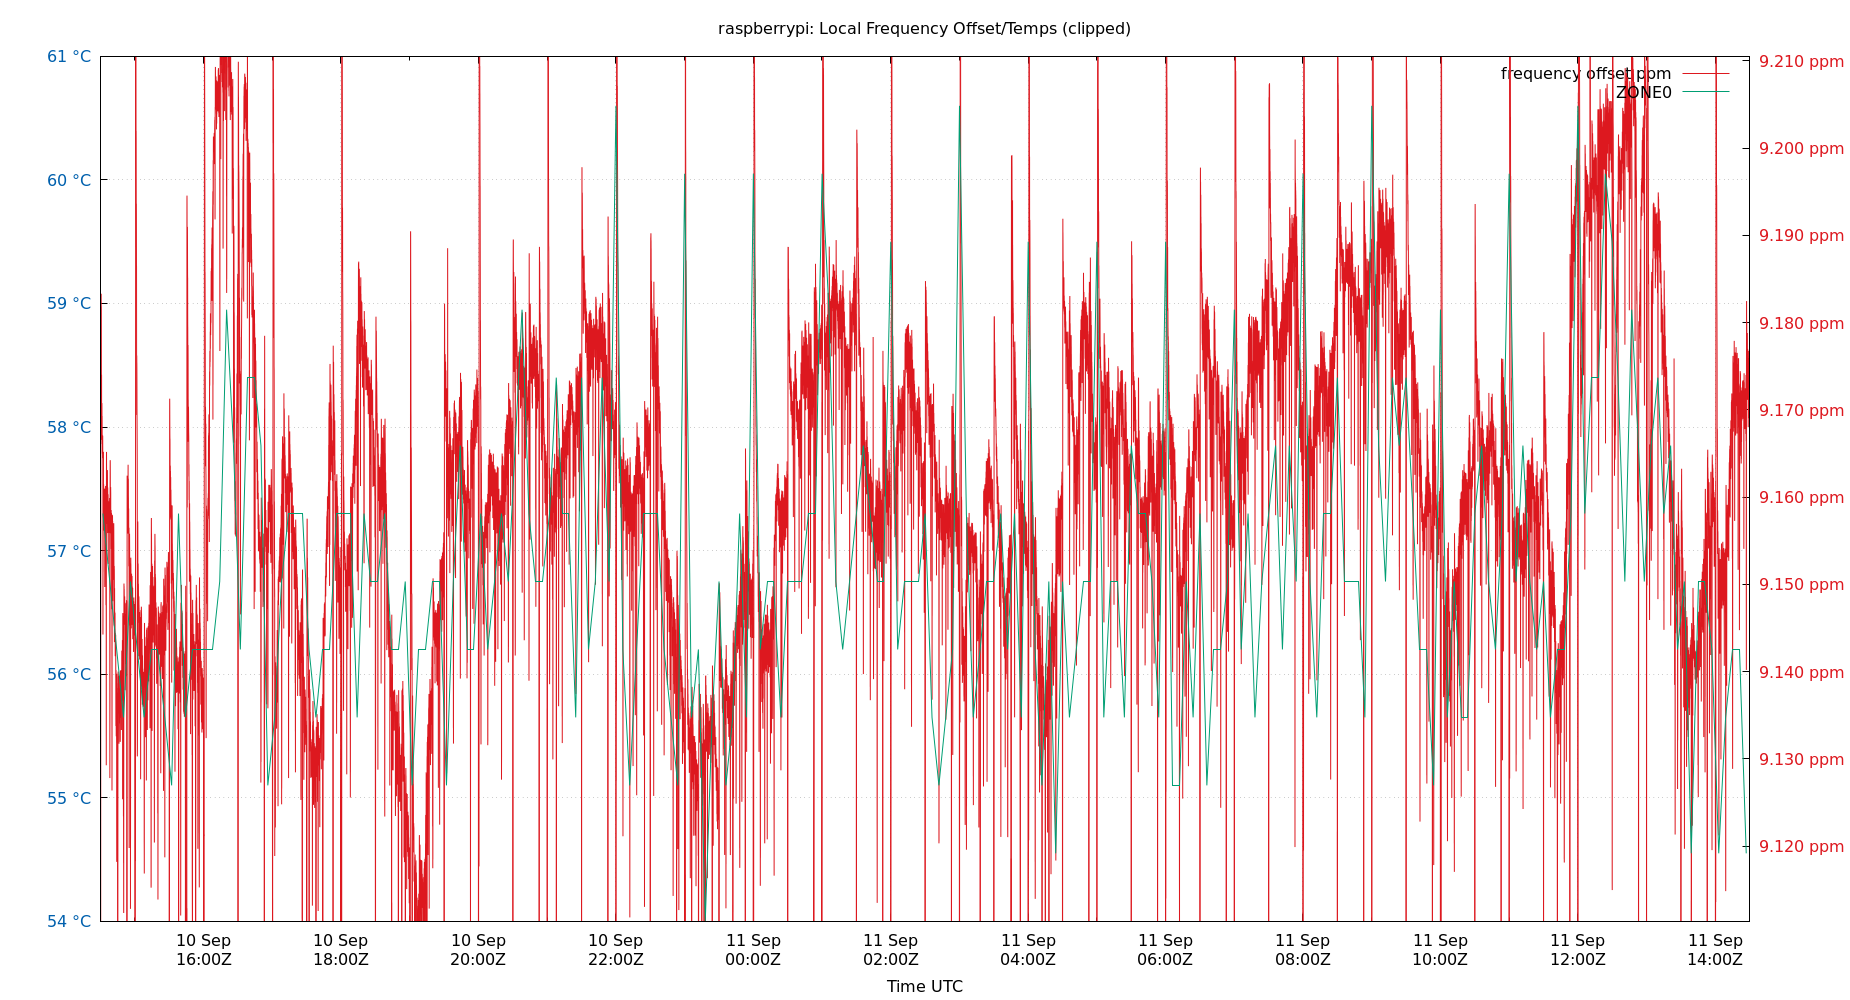 raspberrypi: Local Frequency Offset/Temps (clipped)
61 °C
60 °C
59 °C
58 °C
57 °C
56 °C
55 °C
54 °C
frequency offset ppm
ZONE0
9.210 ppm
9.200 ppm
9.190 ppm
9.180 ppm
9.170 ppm
9.160 ppm
9.150 ppm
9.140 ppm
9.130 ppm
9.120 ppm
10 Sep 10 Sep 10 Sep 10 Sep 11 Sep 11 Sep 11 Sep 11 Sep 11 Sep 11 Sep 11 Sep 11 Sep
16:00Z 18:00Z 20:00Z 22:00Z 00:00Z 02:00Z 04:00Z 06:00Z 08:00Z 10:00Z 12:00Z 14:00Z
Time UTC